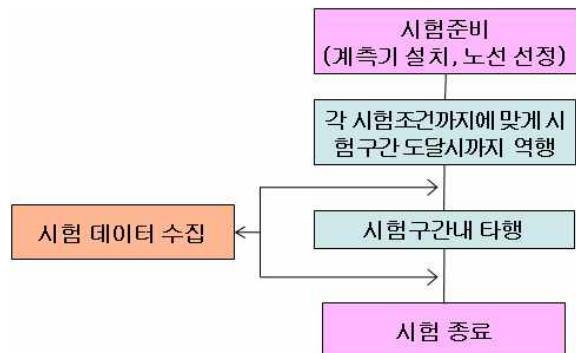 시험준비
(계측기 설치, 노선 선정)
각 시험조건까지에 맞게 시
험구간 도달시까지 역행
시험 데이터 수집
시험구간내 타행
시험 종료